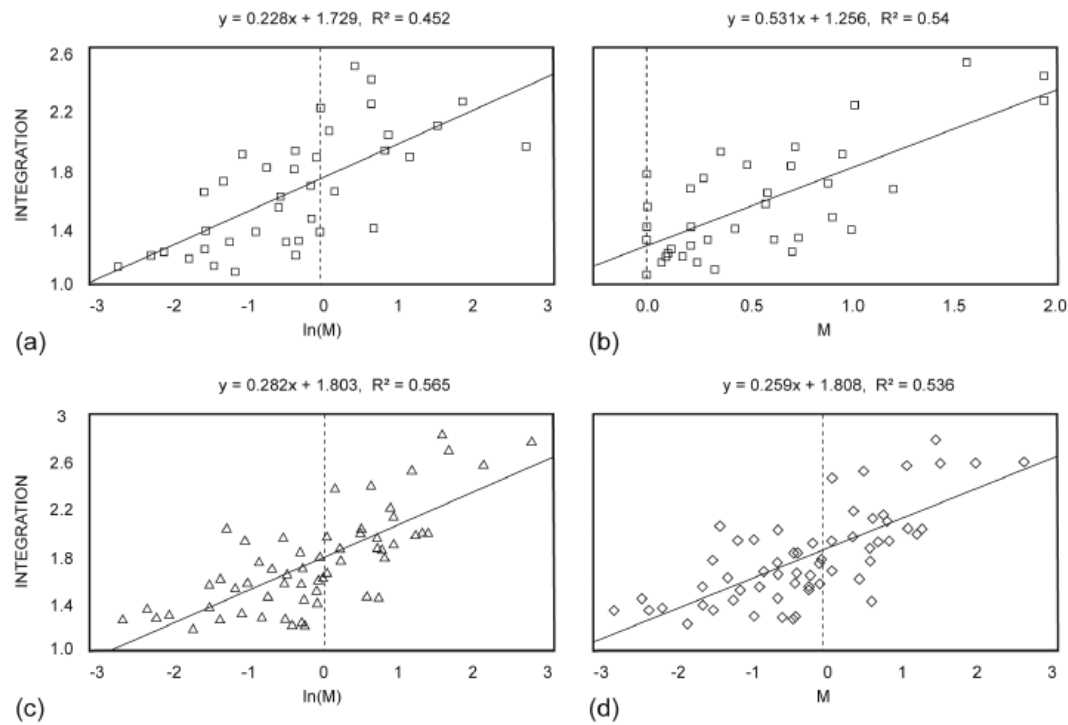 y = 0.228x + 1.729, R² = 0.452
y = 0.531x + 1.256, R² = 0.54
INTEGRATION
2.6
2.2
1.8
1.4
1.0
-3 -2 -1 0 1 2 3
0.0 0.5 1.0 1.5 2.0
(a)
ln(M)
(b)
M
y = 0.282x + 1.803, R² = 0.565
y = 0.259x + 1.808, R² = 0.536
INTEGRATION
3
2.6
2.2
1.8
1.4
1.0
-3 -2 -1 0 1 2 3
-3 -2 -1 0 1 2 3
(c)
ln(M)
(d)
M